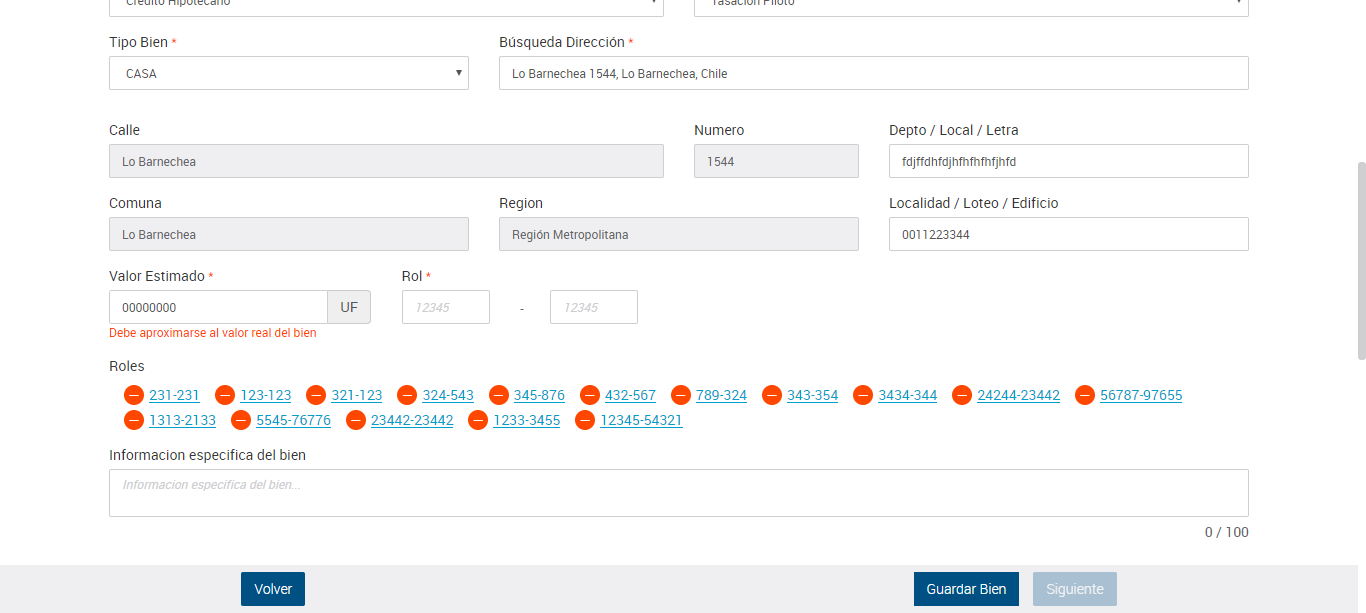 Crédito Hipotecario Tasación Piloto
Tipo Bien * Búsqueda Dirección *
CASA Lo Barnechea 1544, Lo Barnechea, Chile
Calle Numero Depto / Local / Letra
Lo Barnechea 1544 fdjffdhfdjhfhfhfhfjhfd
Comuna Region Localidad / Loteo / Edificio
Lo Barnechea Región Metropolitana 0011223344
Valor Estimado * Rol *
00000000 UF 12345 - 12345
Debe aproximarse al valor real del bien
Roles
231-231 123-123 321-123 324-543 345-876 432-567 789-324 343-354 3434-344 24244-23442 56787-97655
1313-2133 5545-76776 23442-23442 1233-3455 12345-54321
Informacion especifica del bien
Informacion especifica del bien...
0 / 100
Volver Guardar Bien Siguiente